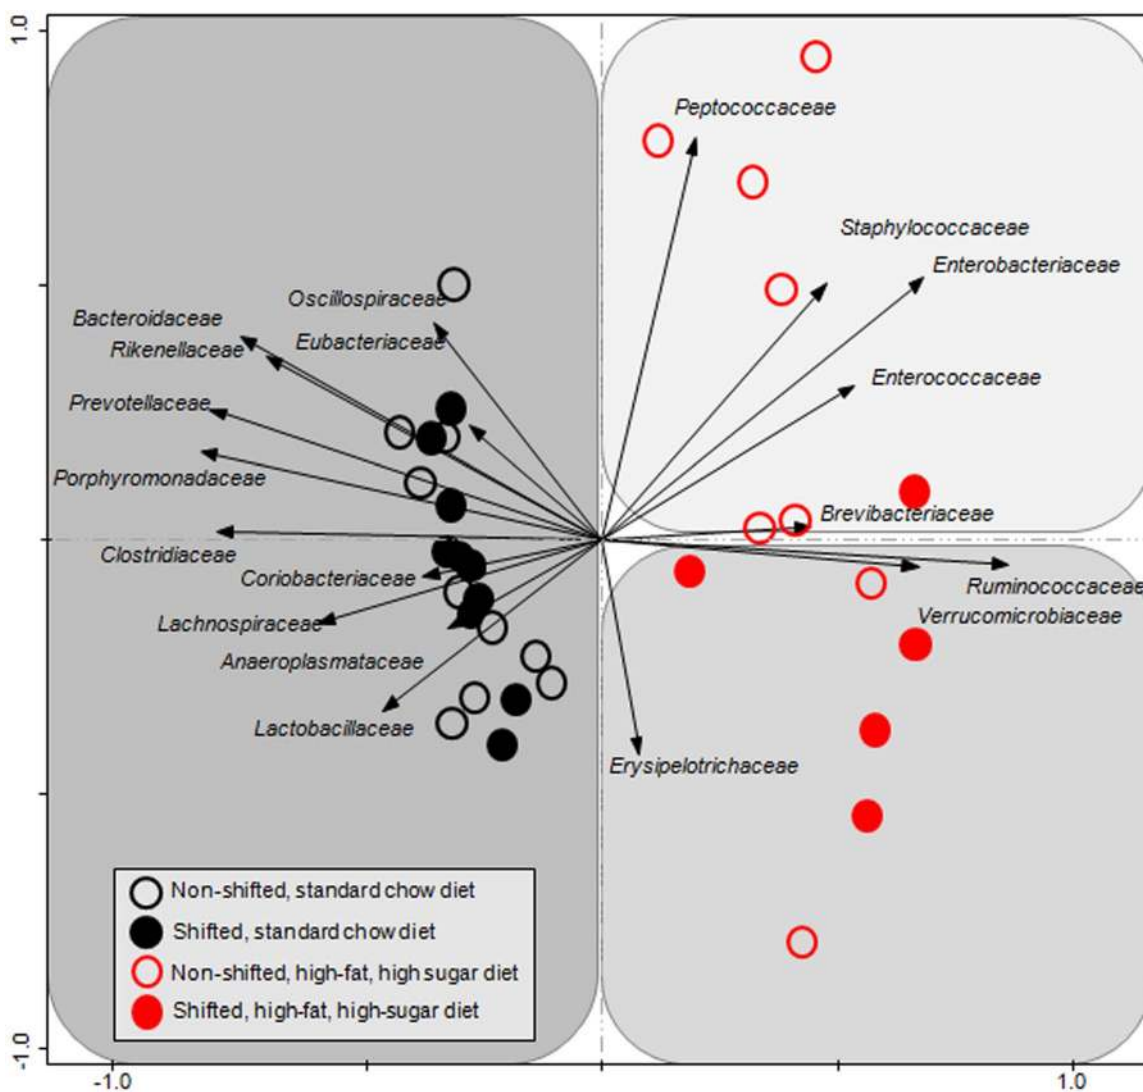 1.0
Peptococcaceae
Staphylococcaceae
Enterobacteriaceae
Oscillospiraceae
Bacteroidaceae
Eubacteriaceae
Rikenellaceae
Enterococcaceae
Prevotellaceae
Porphyromonadaceae
Brevibacteriaceae
Clostridiaceae
Coriobacteriaceae
Ruminococcaceae
Lachnospiraceae
Verrucomicrobiaceae
Anaeroplasmataceae
Lactobacillaceae
Erysipelotrichaceae
Non-shifted, standard chow diet
Shifted, standard chow diet
Non-shifted, high-fat, high sugar diet
Shifted, high-fat, high-sugar diet
-1.0
-1.0
1.0